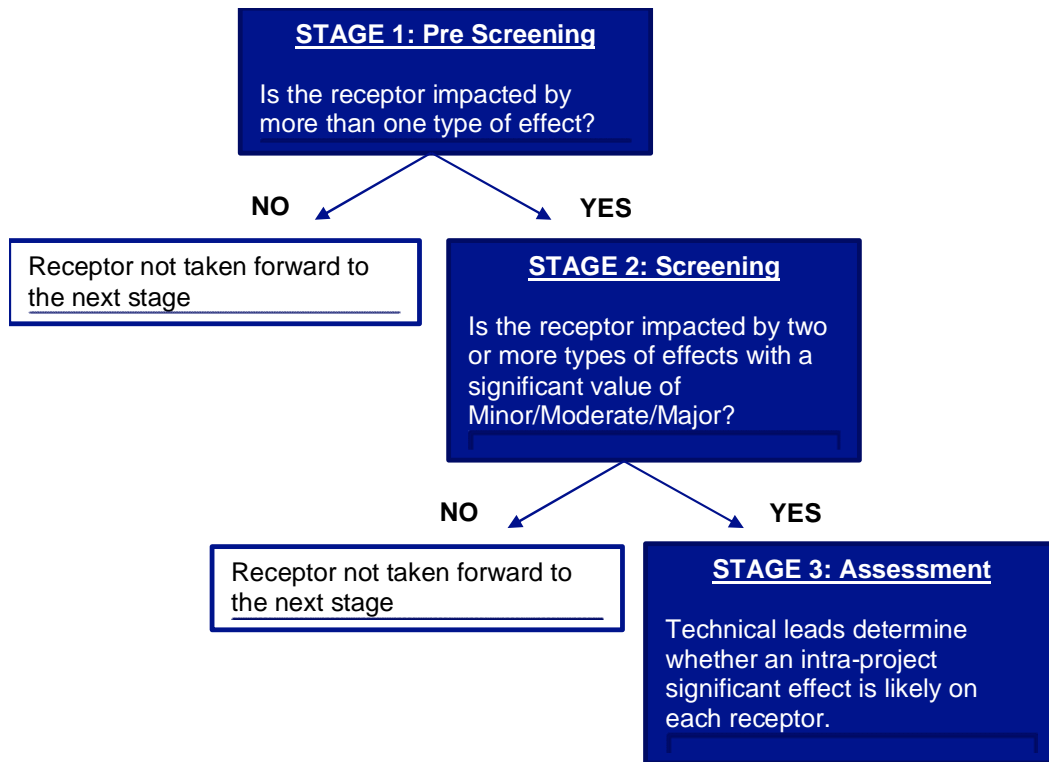 STAGE 1: Pre Screening
Is the receptor impacted by
more than one type of effect?
NO
YES
Receptor not taken forward to
the next stage
STAGE 2: Screening
Is the receptor impacted by two
or more types of effects with a
significant value of
Minor/Moderate/Major?
NO
YES
Receptor not taken forward to
the next stage
STAGE 3: Assessment
Technical leads determine
whether an intra-project
significant effect is likely on
each receptor.